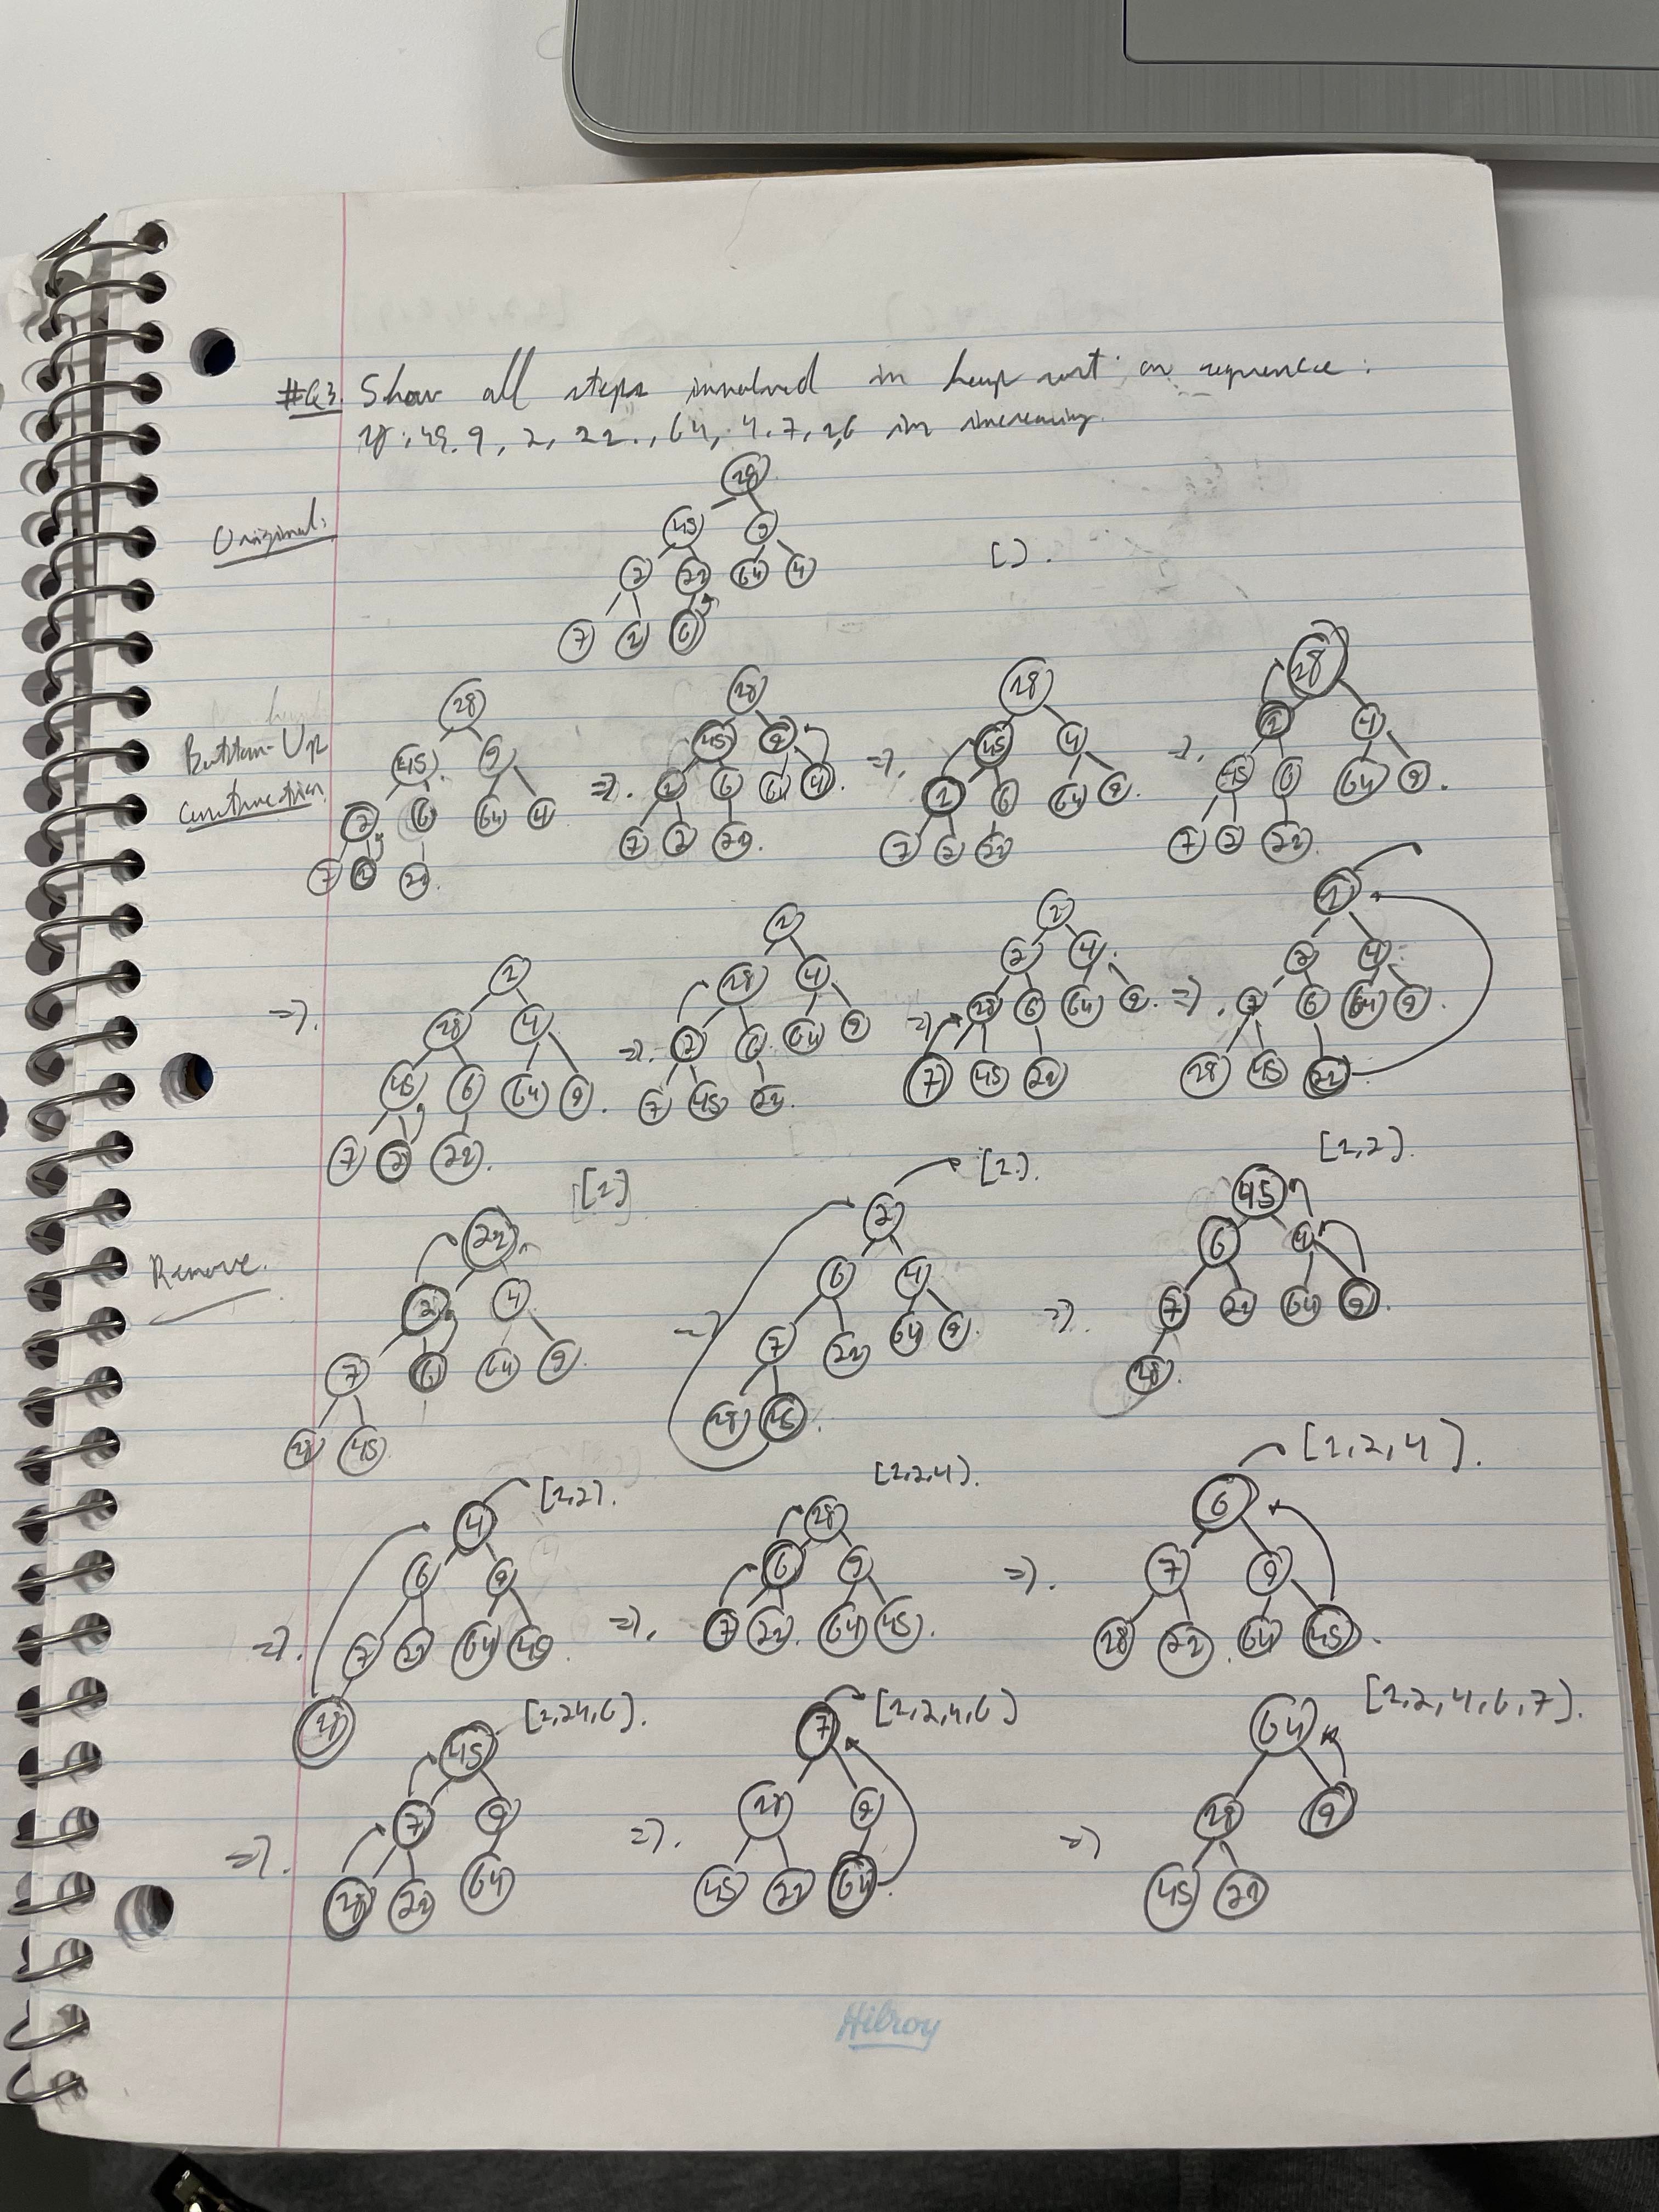 #Q3. Show all steps involved in heap sort on sequence:
28, 45, 9, 2, 22, 64, 4, 7, 2, 6 in increasing.
Original:
28
45 9
2 22 64 4
7 2 6
[ ].
Bottom-Up
heap
construction
28 28 28 28
45 9 45 9 45 4 2 4
2 6 64 4 => 2 6 64 4 => 2 6 64 9 => 45 6 64 9
7 2 22 7 2 22 7 2 22 7 2 22
2 2 2 2
28 4 28 4 2 4 2 4
=> 45 6 64 9 => 2 6 64 9 => 28 6 64 9 => 7 6 64 9
7 2 22 7 45 22 7 45 22 28 45 22
Remove.
[2] [2]. [2,2].
22 2 45
2 4 6 4 6 4
7 6 64 9 => 7 22 64 9 => 7 22 64 9
28 45 28 45 28
[2,2]. [2,2,4]. [2,2,4].
4 28 6
6 9 6 9 7 9
=> 7 22 64 45 => 7 22 64 45 => 28 22 64 45
28
[2,2,4,6]. [2,2,4,6] [2,2,4,6,7].
45 7 64
7 9 28 9 28 9
=> 28 22 64 => 45 22 64 => 45 22
Hilroy